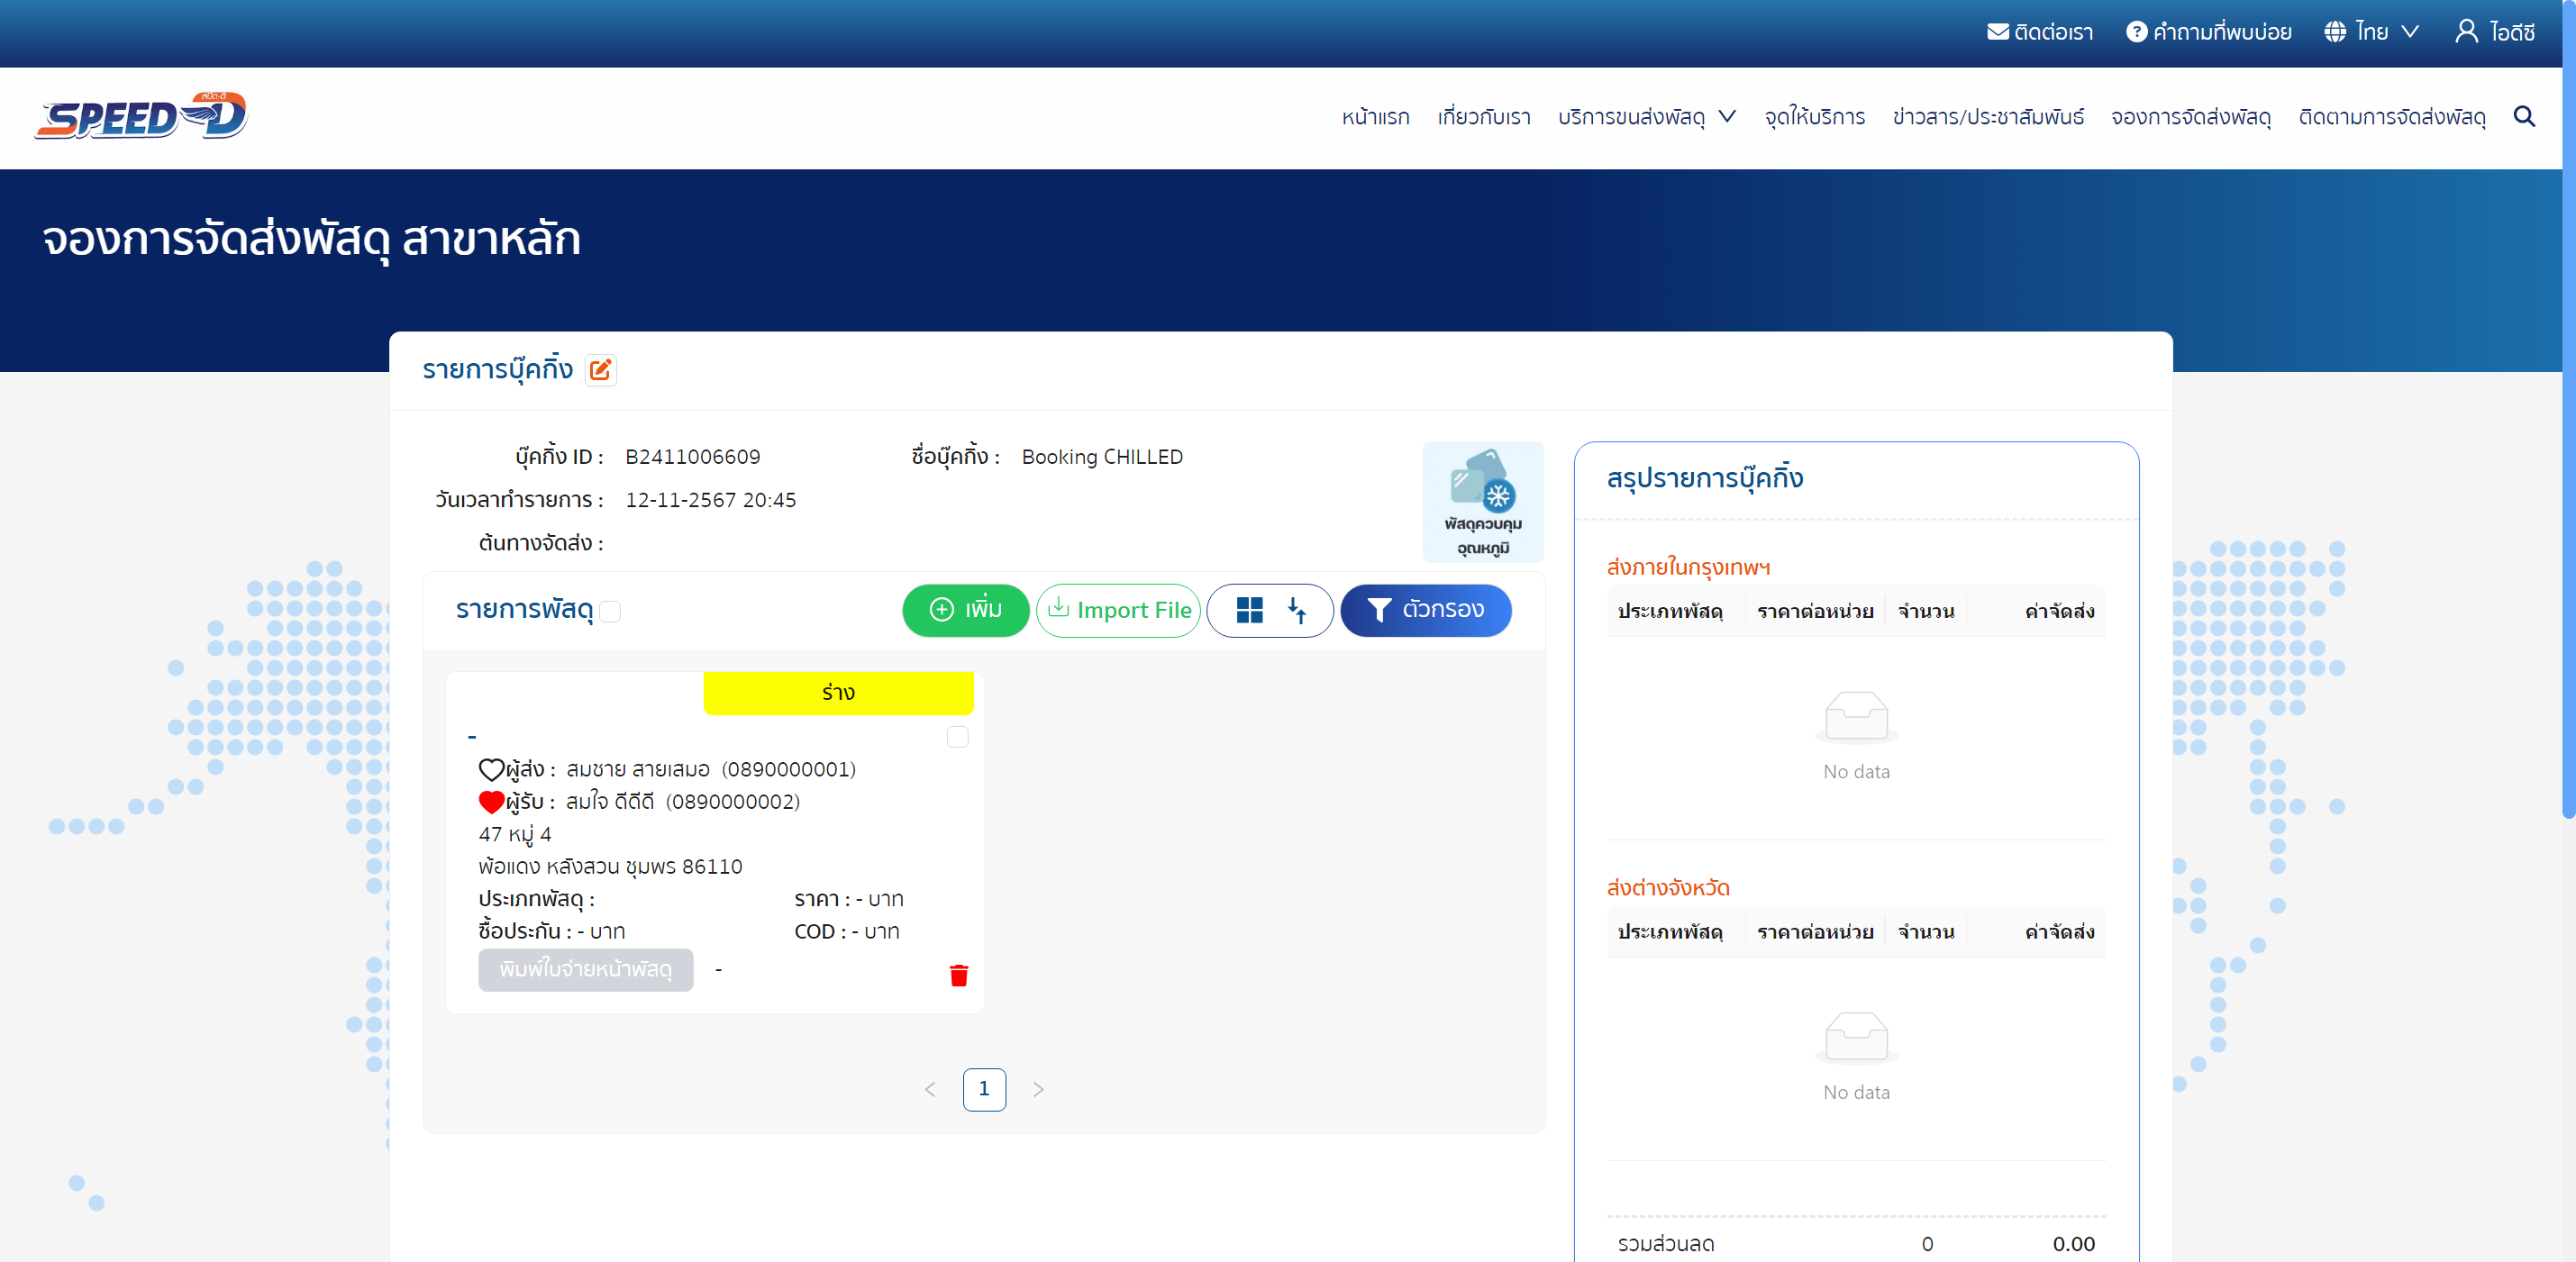 ติดต่อเรา คำถามที่พบบ่อย ไทย ไอดีซี
สปีด-ดี
SPEED-D
หน้าแรก เกี่ยวกับเรา บริการขนส่งพัสดุ จุดให้บริการ ข่าวสาร/ประชาสัมพันธ์ จองการจัดส่งพัสดุ ติดตามการจัดส่งพัสดุ
จองการจัดส่งพัสดุ สาขาหลัก
รายการบุ๊คกิ้ง
บุ๊คกิ้ง ID : B2411006609 ชื่อบุ๊คกิ้ง : Booking CHILLED
วันเวลาทำรายการ : 12-11-2567 20:45
ต้นทางจัดส่ง :
พัสดุควบคุม
อุณหภูมิ
รายการพัสดุ เพิ่ม Import File ตัวกรอง
ร่าง
-
ผู้ส่ง : สมชาย สายเสมอ (0890000001)
ผู้รับ : สมใจ ดีดีดี (0890000002)
47 หมู่ 4
พ้อแดง หลังสวน ชุมพร 86110
ประเภทพัสดุ : ราคา : - บาท
ซื้อประกัน : - บาท COD : - บาท
พิมพ์ใบจ่ายหน้าพัสดุ -
1
สรุปรายการบุ๊คกิ้ง
ส่งภายในกรุงเทพฯ
ประเภทพัสดุ ราคาต่อหน่วย จำนวน ค่าจัดส่ง
No data
ส่งต่างจังหวัด
ประเภทพัสดุ ราคาต่อหน่วย จำนวน ค่าจัดส่ง
No data
รวมส่วนลด 0 0.00